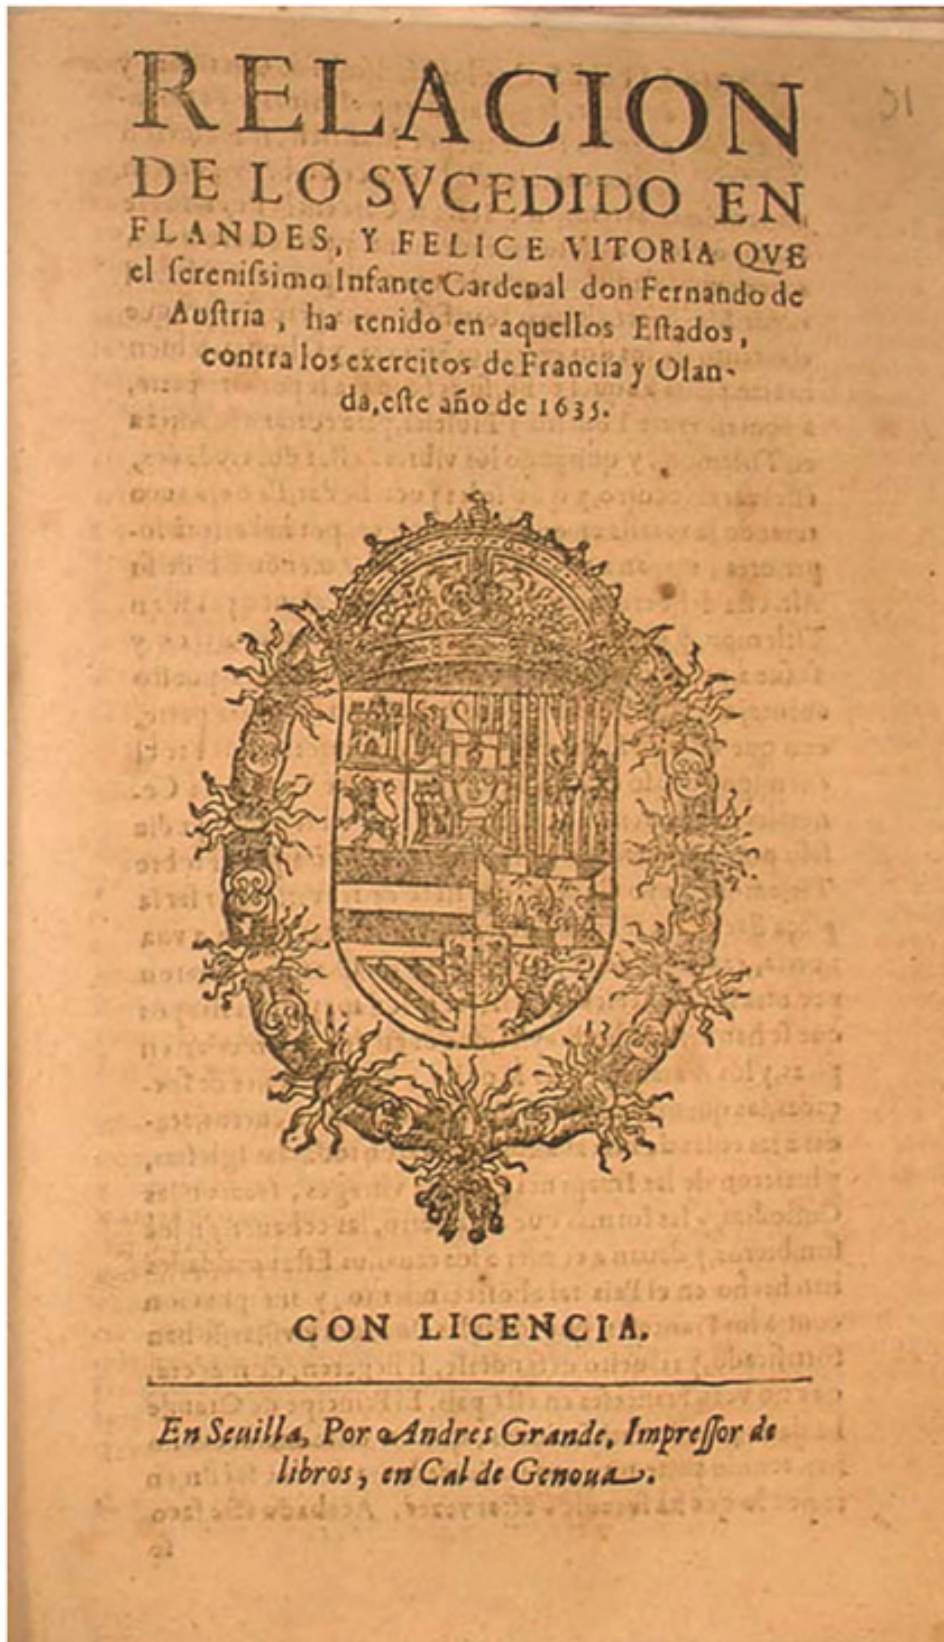 RELACION
DE LO SVCEDIDO EN
FLANDES, Y FELICE VITORIA QVE
el ſereniſsimo Infante Cardenal don Fernando de
Auſtria, ha tenido en aquellos Eſtados,
contra los exercitos de Francia y Olan-
da, eſte año de 1635.
CON LICENCIA.
En Seuilla, Por Andres Grande, Impreſſor de
libros, en Cal de Genoua.